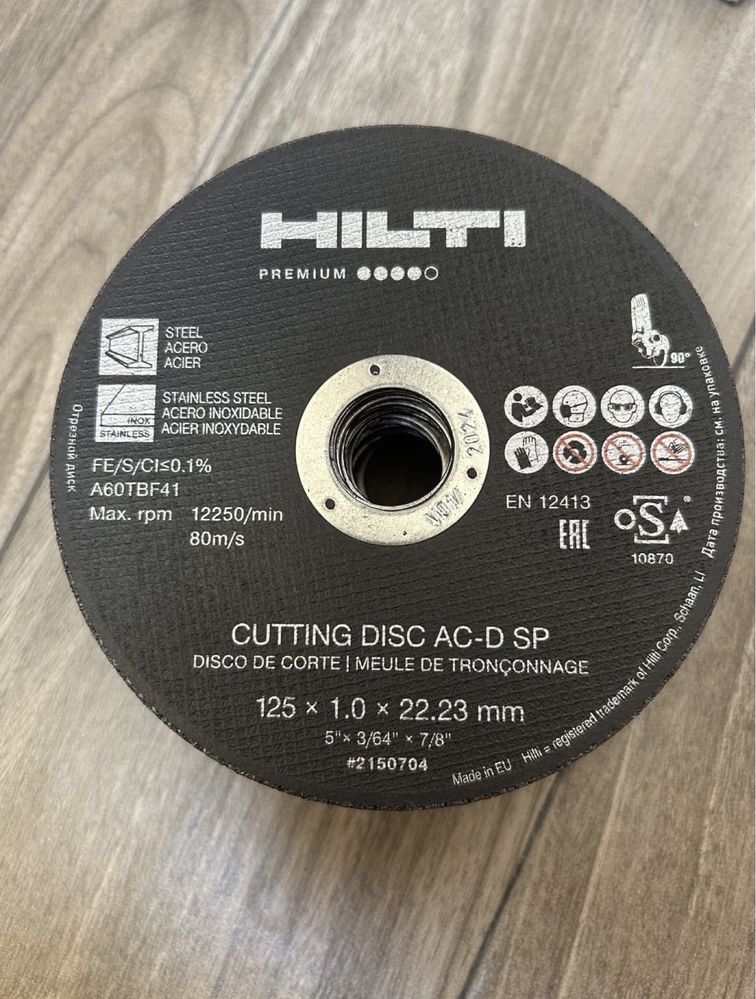 HILTI
PREMIUM
STEEL
ACERO
ACIER
INOX
STAINLESS
STAINLESS STEEL
ACERO INOXIDABLE
ACIER INOXYDABLE
Отрезной диск
FE/S/Cl≤0.1%
A60TBF41
Max. rpm 12250/min
80m/s
V04/ 2024
90°
EN 12413
EAC
oSA®
10870
Дата производства: см. на упаковке
CUTTING DISC AC-D SP
DISCO DE CORTE | MEULE DE TRONÇONNAGE
125 × 1.0 × 22.23 mm
5"× 3/64" × 7/8"
#2150704
Made in EU Hilti = registered trademark of Hilti Corp., Schaan, LI